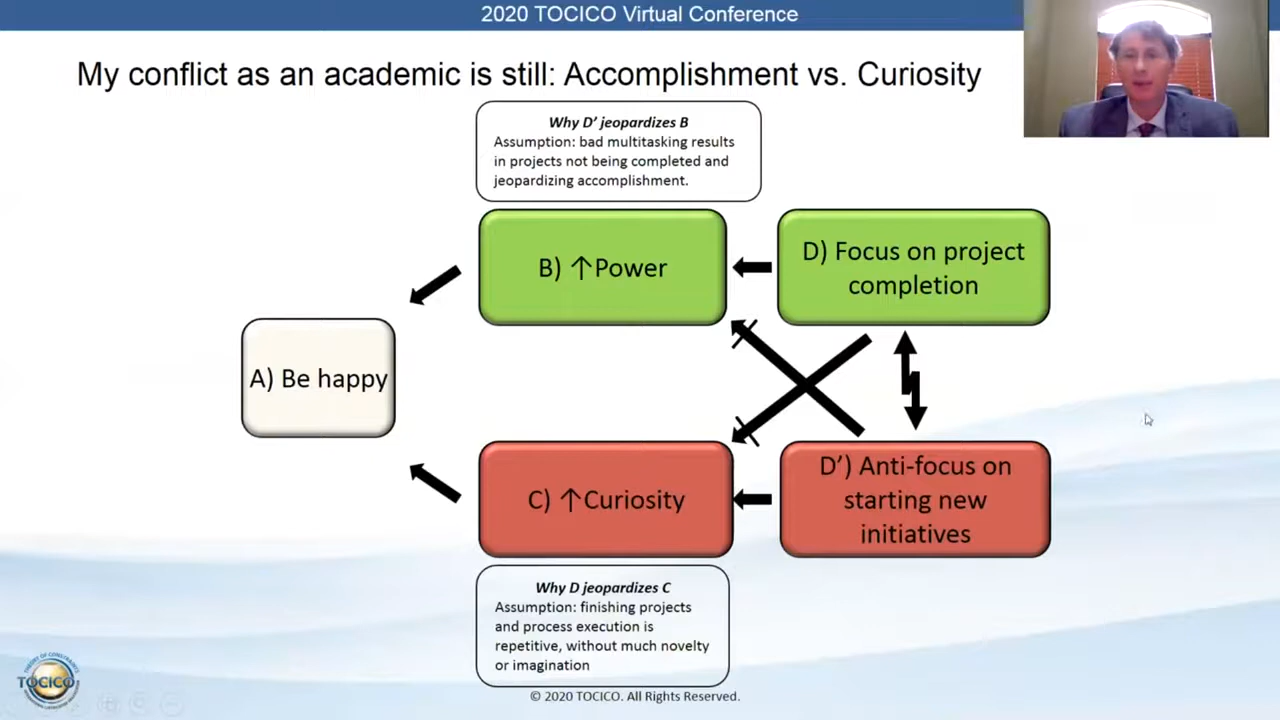 2020 TOCICO Virtual Conference
My conflict as an academic is still: Accomplishment vs. Curiosity
Why D’ jeopardizes B
Assumption: bad multitasking results
in projects not being completed and
jeopardizing accomplishment.
B) ↑Power
D) Focus on project
completion
A) Be happy
C) ↑Curiosity
D’) Anti-focus on
starting new
initiatives
Why D jeopardizes C
Assumption: finishing projects
and process execution is
repetitive, without much novelty
or imagination
TOCICO
© 2020 TOCICO. All Rights Reserved.